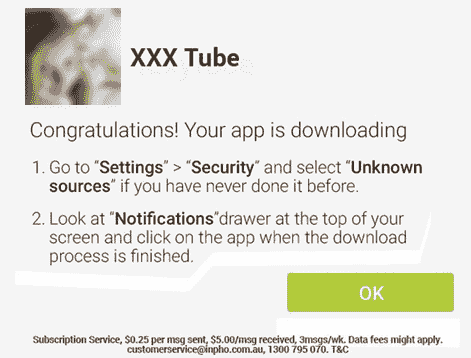 XXX Tube
Congratulations! Your app is downloading
1. Go to “Settings” > “Security” and select “Unknown
sources” if you have never done it before.
2. Look at “Notifications“drawer at the top of your
screen and click on the app when the download
process is finished.
OK
Subscription Service, $0.25 per msg sent, $5.00/msg received, 3msgs/wk. Data fees might apply.
customerservice@inpho.com.au, 1300 795 070. T&C